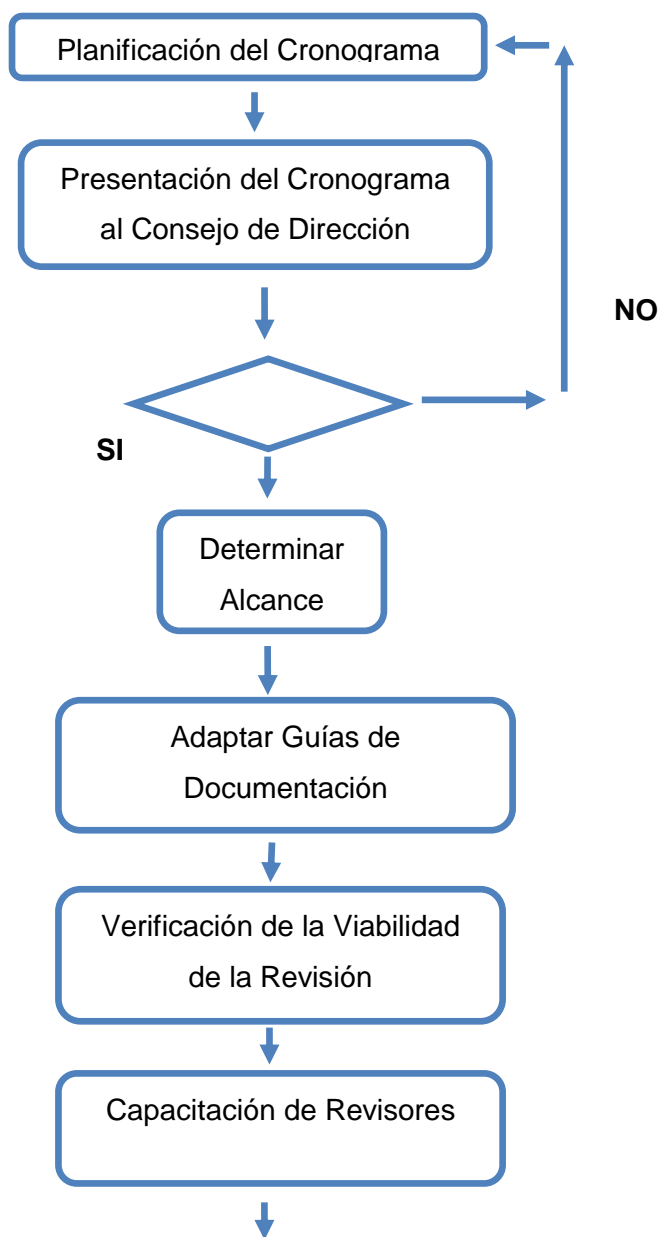 Planificación del Cronograma
Presentación del Cronograma
al Consejo de Dirección
NO
SI
Determinar
Alcance
Adaptar Guías de
Documentación
Verificación de la Viabilidad
de la Revisión
Capacitación de Revisores